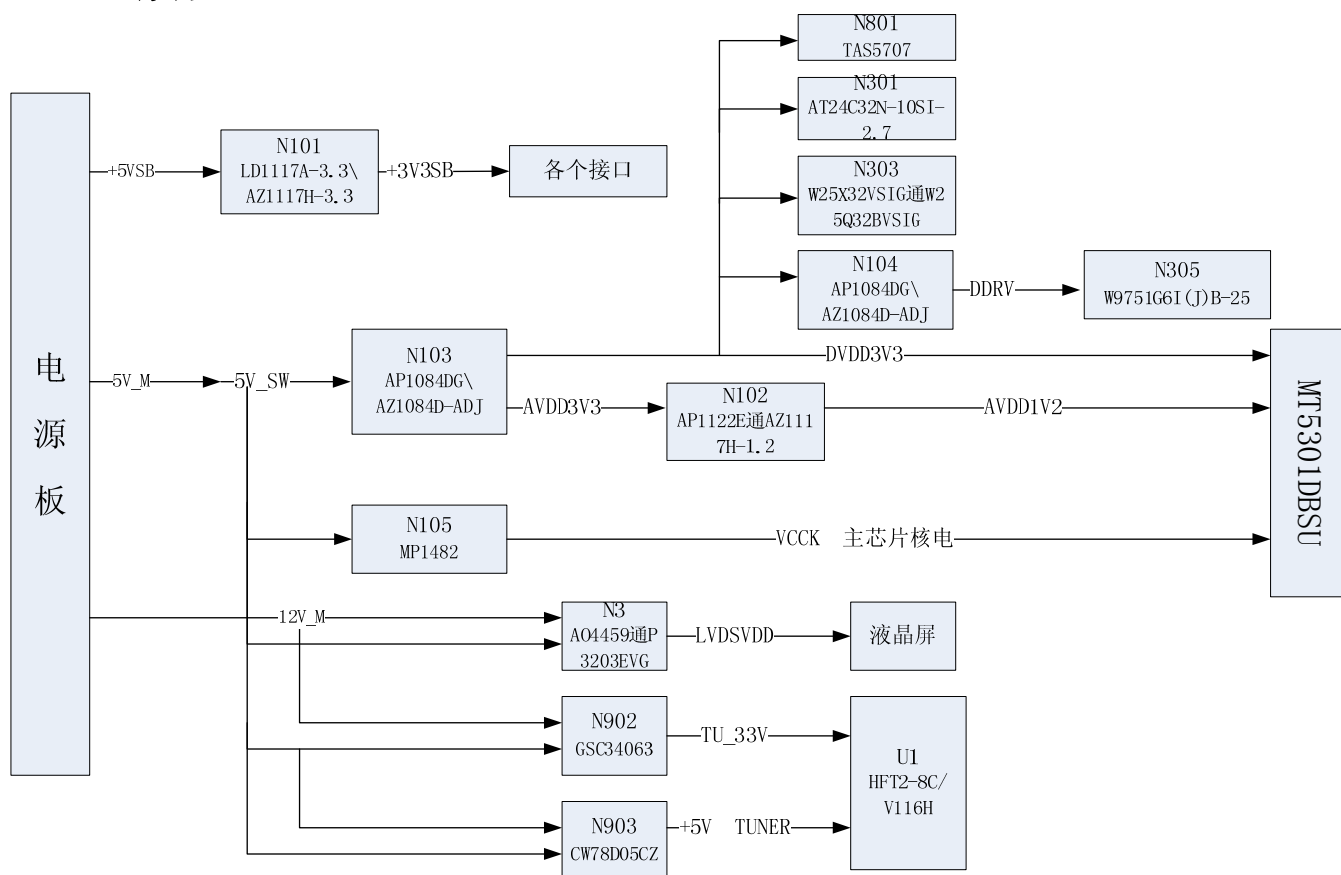 N801
TAS5707
N301
AT24C32N-10SI-
2.7
N101
LD1117A-3.3\
AZ1117H-3.3
+5VSB
+3V3SB
各个接口
N303
W25X32VSIG通W2
5Q32BVSIG
N104
AP1084DG\
AZ1084D-ADJ
DDRV
N305
W9751G6I(J)B-25
电
源
板
5V_M
5V_SW
N103
AP1084DG\
AZ1084D-ADJ
DVDD3V3
AVDD3V3
N102
AP1122E通AZ111
7H-1.2
AVDD1V2
MT5301DBSU
N105
MP1482
VCCK 主芯片核电
12V_M
N3
AO4459通P
3203EVG
LVDSVDD
液晶屏
N902
GSC34063
TU_33V
U1
HFT2-8C/
V116H
N903
CW78D05CZ
+5V TUNER